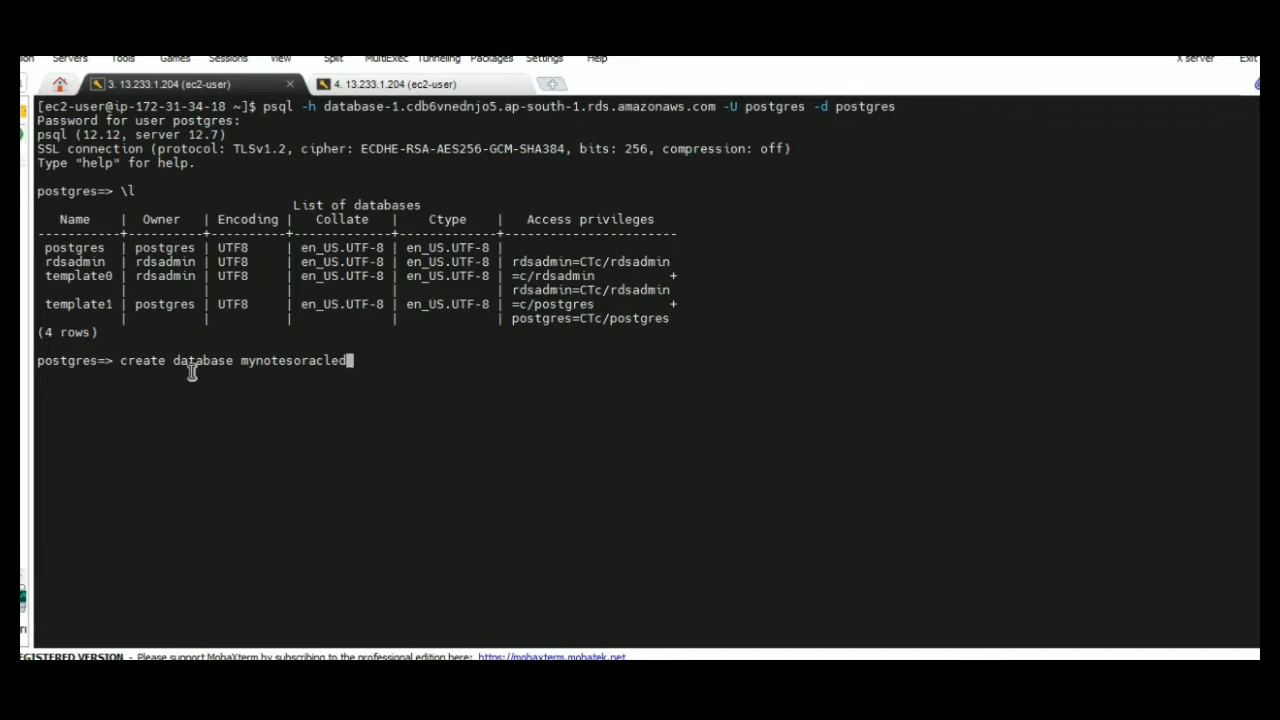 Servers Tools Games Sessions View Split MultiExec Tunneling Packages Settings Help X server Exit
3. 13.233.1.204 (ec2-user) × 4. 13.233.1.204 (ec2-user)
[ec2-user@ip-172-31-34-18 ~]$ psql -h database-1.cdb6vnednjo5.ap-south-1.rds.amazonaws.com -U postgres -d postgres
Password for user postgres:
psql (12.12, server 12.7)
SSL connection (protocol: TLSv1.2, cipher: ECDHE-RSA-AES256-GCM-SHA384, bits: 256, compression: off)
Type "help" for help.
postgres=> \l
List of databases
Name | Owner | Encoding | Collate | Ctype | Access privileges
-----------+----------+----------+-------------+-------------+-----------------------
postgres | postgres | UTF8 | en_US.UTF-8 | en_US.UTF-8 |
rdsadmin | rdsadmin | UTF8 | en_US.UTF-8 | en_US.UTF-8 | rdsadmin=CTc/rdsadmin
template0 | rdsadmin | UTF8 | en_US.UTF-8 | en_US.UTF-8 | =c/rdsadmin +
| | | | | rdsadmin=CTc/rdsadmin
template1 | postgres | UTF8 | en_US.UTF-8 | en_US.UTF-8 | =c/postgres +
| | | | | postgres=CTc/postgres
(4 rows)
postgres=> create database mynotesoracled
GISTERED VERSION - Please support MobaXterm by subscribing to the professional edition here: https://mobaxterm.mobatek.net